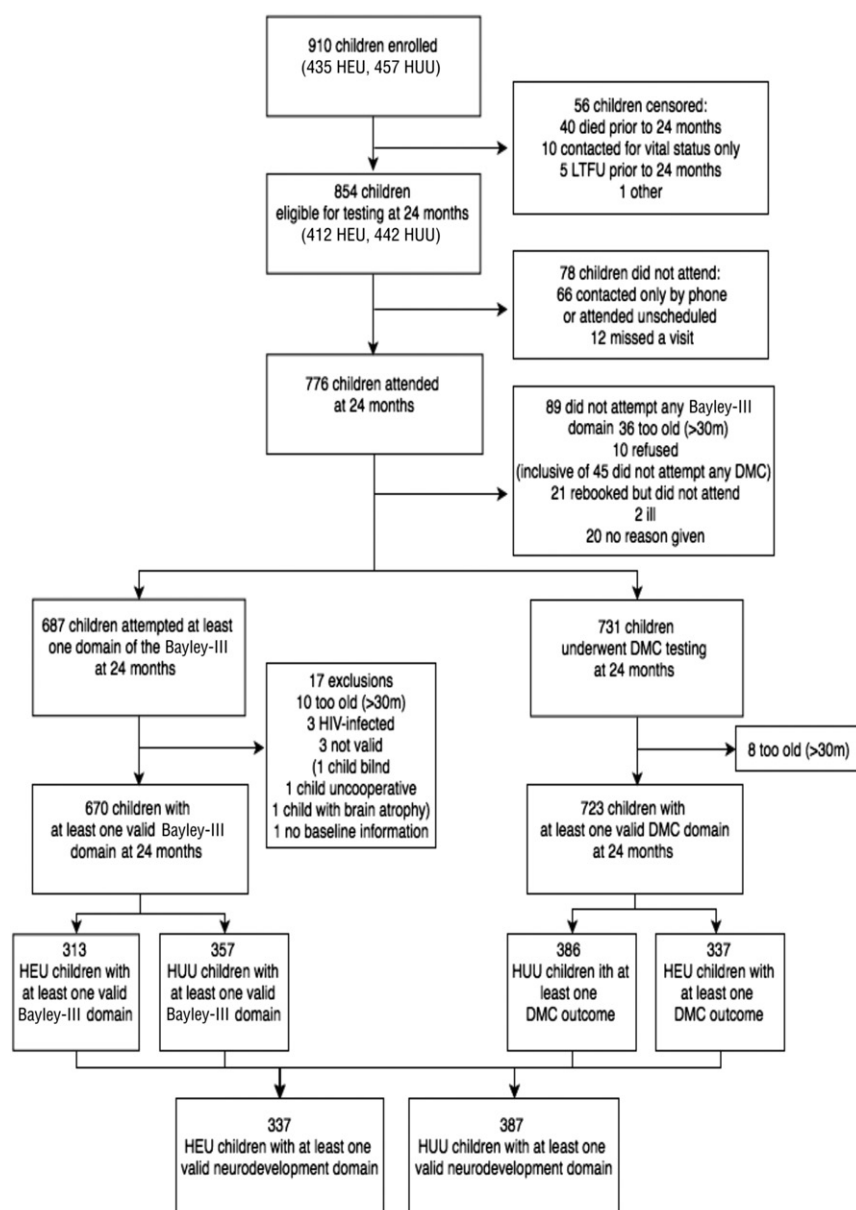 910 children enrolled
(435 HEU, 457 HUU)
56 children censored:
40 died prior to 24 months
10 contacted for vital status only
5 LTFU prior to 24 months
1 other
854 children
eligible for testing at 24 months
(412 HEU, 442 HUU)
78 children did not attend:
66 contacted only by phone
or attended unscheduled
12 missed a visit
776 children attended
at 24 months
89 did not attempt any Bayley-III
domain 36 too old (>30m)
10 refused
(inclusive of 45 did not attempt any DMC)
21 rebooked but did not attend
2 ill
20 no reason given
687 children attempted at least
one domain of the Bayley-III
at 24 months
731 children
underwent DMC testing
at 24 months
17 exclusions
10 too old (>30m)
3 HIV-infected
3 not valid
(1 child bilnd
1 child uncooperative
1 child with brain atrophy)
1 no baseline information
8 too old (>30m)
670 children with
at least one valid Bayley-III
domain at 24 months
723 children with
at least one valid DMC domain
at 24 months
313
HEU children with
at least one valid
Bayley-III domain
357
HUU children with
at least one valid
Bayley-III domain
386
HUU children ith at
least one
DMC outcome
337
HEU children with
at least one
DMC outcome
337
HEU children with at least one
valid neurodevelopment domain
387
HUU children with at least one
valid neurodevelopment domain